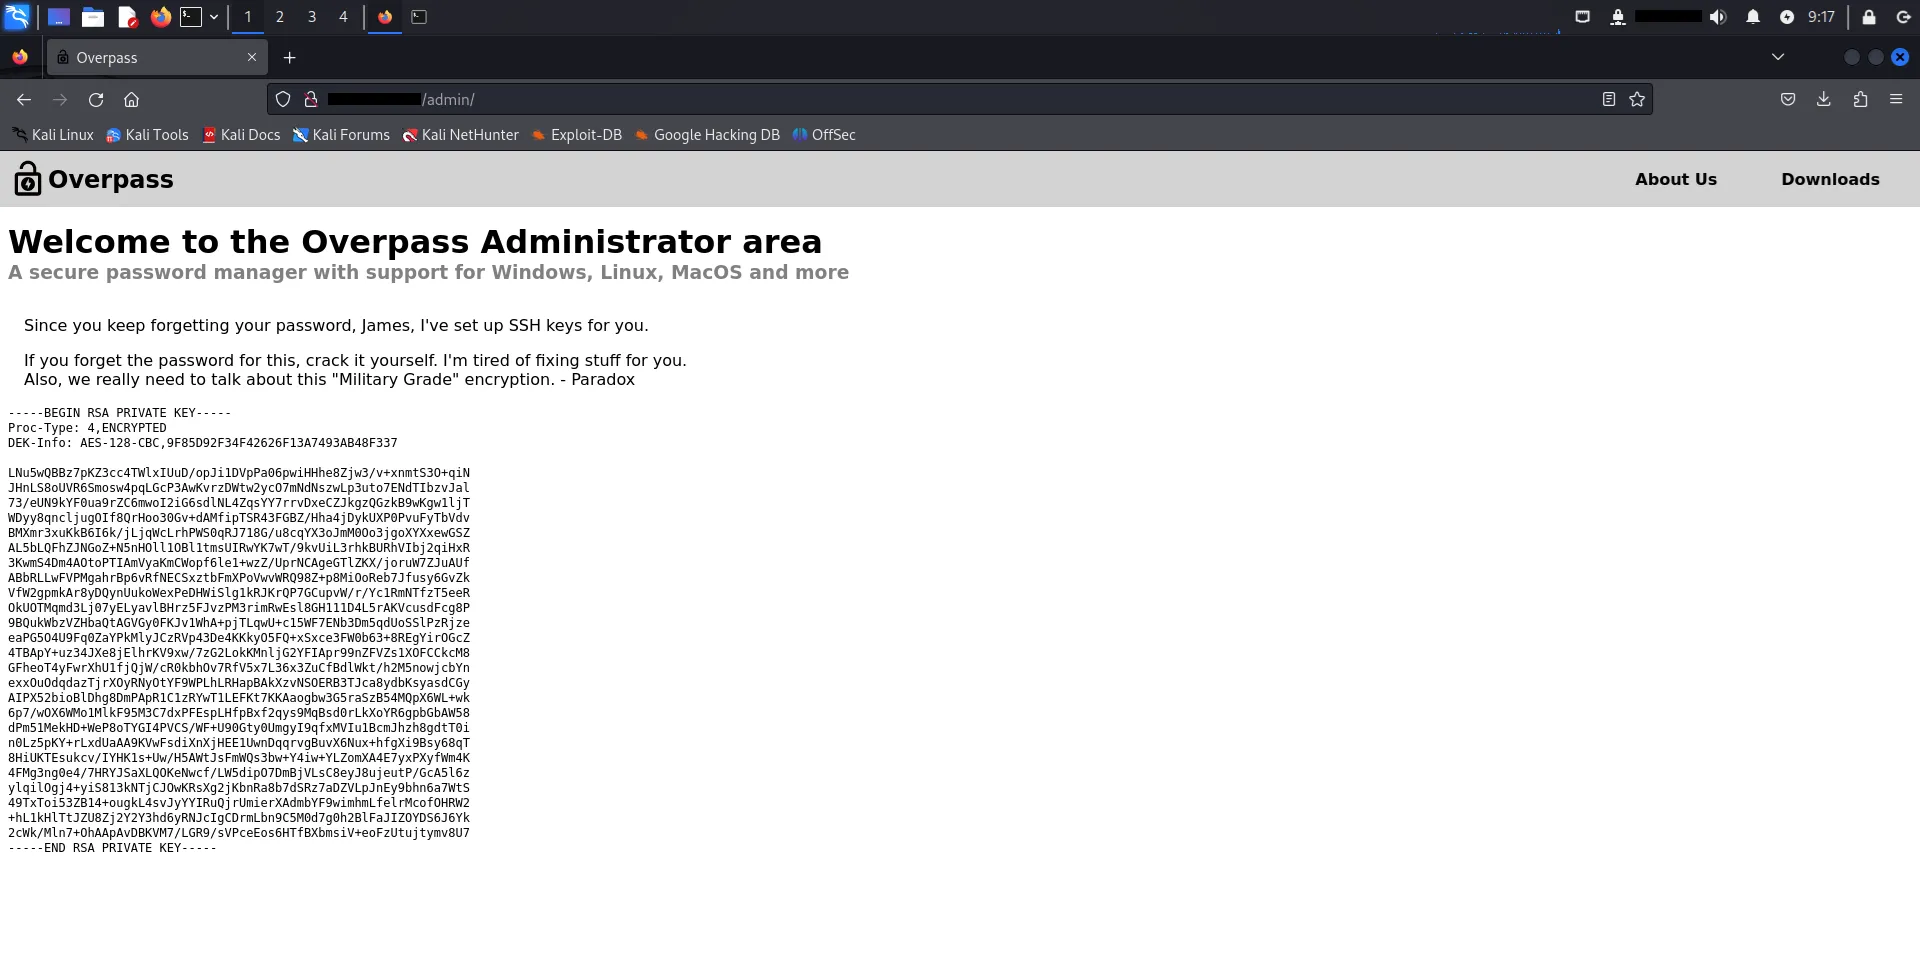 1 2 3 4 9:17
Overpass
/admin/
Kali Linux Kali Tools Kali Docs Kali Forums Kali NetHunter Exploit-DB Google Hacking DB OffSec
Overpass About Us Downloads
Welcome to the Overpass Administrator area
A secure password manager with support for Windows, Linux, MacOS and more
Since you keep forgetting your password, James, I've set up SSH keys for you.
If you forget the password for this, crack it yourself. I'm tired of fixing stuff for you.
Also, we really need to talk about this "Military Grade" encryption. - Paradox
-----BEGIN RSA PRIVATE KEY-----
Proc-Type: 4,ENCRYPTED
DEK-Info: AES-128-CBC,9F85D92F34F42626F13A7493AB48F337
LNu5wQBBz7pKZ3cc4TWlxIUuD/opJi1DVpPa06pwiHHhe8Zjw3/v+xnmtS3O+qiN
JHnLS8oUVR6Smosw4pqLGcP3AwKvrzDWtw2ycO7mNdNszwLp3uto7ENdTIbzvJal
73/eUN9kYF0ua9rZC6mwoI2iG6sdlNL4ZqsYY7rrvDxeCZJkgzQGzkB9wKgw1ljT
WDyy8qncljugOIf8QrHoo30Gv+dAMfipTSR43FGBZ/Hha4jDykUXP0PvuFyTbVdv
BMXmr3xuKkB6I6k/jLjqWcLrhPWS0qRJ718G/u8cqYX3oJmM0Oo3jgoXYXxewGSZ
AL5bLQFhZJNGoZ+N5nHOll1OBl1tmsUIRwYK7wT/9kvUiL3rhkBURhVIbj2qiHxR
3KwmS4Dm4AOtoPTIAmVyaKmCWopf6le1+wzZ/UprNCAgeGTlZKX/joruW7ZJuAUf
ABbRLLwFVPMgahrBp6vRfNECSxztbFmXPoVwvWRQ98Z+p8MiOoReb7Jfusy6GvZk
VfW2gpmkAr8yDQynUukoWexPeDHWiSlg1kRJKrQP7GCupvW/r/Yc1RmNTfzT5eeR
OkUOTMqmd3Lj07yELyavlBHrz5FJvzPM3rimRwEsl8GH111D4L5rAKVcusdFcg8P
9BQukWbzVZHbaQtAGVGy0FKJv1WhA+pjTLqwU+c15WF7ENb3Dm5qdUoSSlPzRjze
eaPG5O4U9Fq0ZaYPkMlyJCzRVp43De4KKkyO5FQ+xSxce3FW0b63+8REgYirOGcZ
4TBApY+uz34JXe8jElhrKV9xw/7zG2LokKMnljG2YFIApr99nZFVZs1XOFCCkcM8
GFheoT4yFwrXhU1fjQjW/cR0kbhOv7RfV5x7L36x3ZuCfBdlWkt/h2M5nowjcbYn
exxOuOdqdazTjrXOyRNyOtYF9WPLhLRHapBAkXzvNSOERB3TJca8ydbKsyasdCGy
AIPX52bioBlDhg8DmPApR1C1zRYwT1LEFKt7KKAaogbw3G5raSzB54MQpX6WL+wk
6p7/wOX6WMo1MlkF95M3C7dxPFEspLHfpBxf2qys9MqBsd0rLkXoYR6gpbGbAW58
dPm51MekHD+WeP8oTYGI4PVCS/WF+U90Gty0UmgyI9qfxMVIu1BcmJhzh8gdtT0i
n0Lz5pKY+rLxdUaAA9KVwFsdiXnXjHEE1UwnDqqrvgBuvX6Nux+hfgXi9Bsy68qT
8HiUKTEsukcv/IYHK1s+Uw/H5AWtJsFmWQs3bw+Y4iw+YLZomXA4E7yxPXyfWm4K
4FMg3ng0e4/7HRYJSaXLQOKeNwcf/LW5dipO7DmBjVLsC8eyJ8ujeutP/GcA5l6z
ylqilOgj4+yiS813kNTjCJOwKRsXg2jKbnRa8b7dSRz7aDZVLpJnEy9bhn6a7WtS
49TxToi53ZB14+ougkL4svJyYYIRuQjrUmierXAdmbYF9wimhmLfelrMcofOHRW2
+hL1kHlTtJZU8Zj2Y2Y3hd6yRNJcIgCDrmLbn9C5M0d7g0h2BlFaJIZOYDS6J6Yk
2cWk/Mln7+OhAApAvDBKVM7/LGR9/sVPceEos6HTfBXbmsiV+eoFzUtujtymv8U7
-----END RSA PRIVATE KEY-----